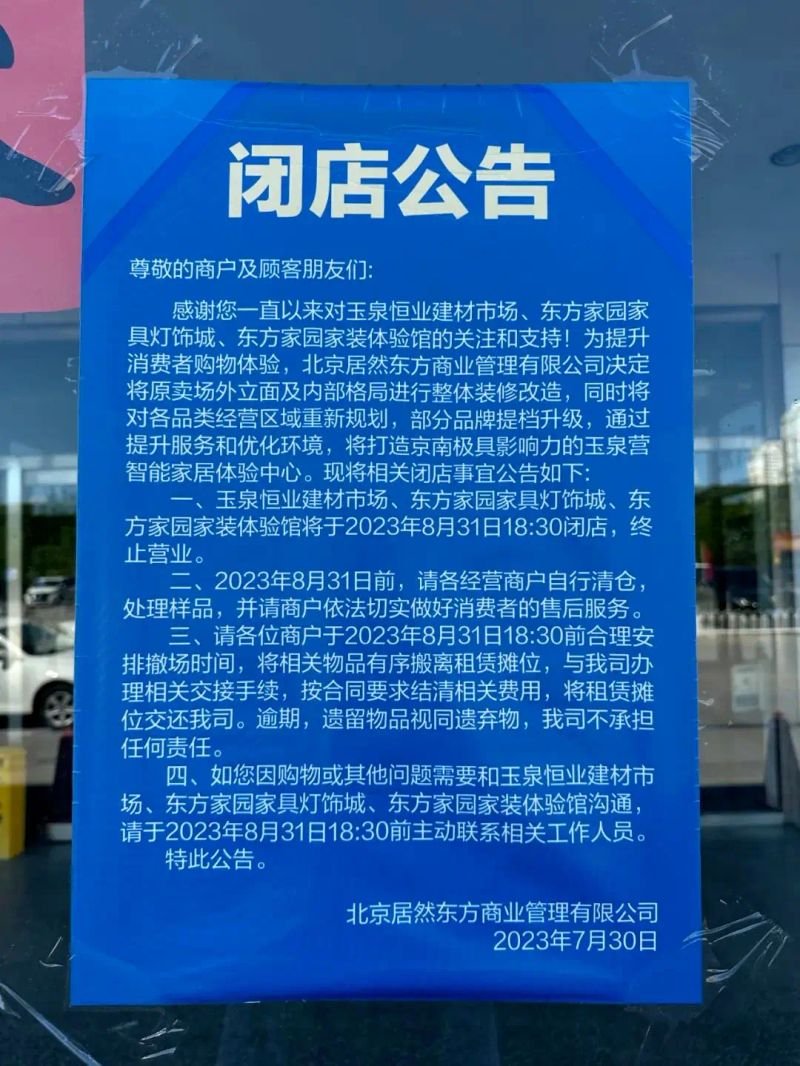 闭店公告
尊敬的商户及顾客朋友们:
感谢您一直以来对玉泉恒业建材市场、东方家园家
具灯饰城、东方家园家装体验馆的关注和支持！为提升
消费者购物体验，北京居然东方商业管理有限公司决定
将原卖场外立面及内部格局进行整体装修改造，同时将
对各品类经营区域重新规划，部分品牌提档升级，通过
提升服务和优化环境，将打造京南极具影响力的玉泉营
智能家居体验中心。现将相关闭店事宜公告如下:
一、玉泉恒业建材市场、东方家园家具灯饰城、东
方家园家装体验馆将于2023年8月31日18:30闭店，终
止营业。
二、2023年8月31日前，请各经营商户自行清仓，
处理样品，并请商户依法切实做好消费者的售后服务。
三、请各位商户于2023年8月31日18:30前合理安
排撤场时间，将相关物品有序搬离租赁摊位，与我司办
理相关交接手续，按合同要求结清相关费用，将租赁摊
位交还我司。逾期，遗留物品视同遗弃物，我司不承担
任何责任。
四、如您因购物或其他问题需要和玉泉恒业建材市
场、东方家园家具灯饰城、东方家园家装体验馆沟通，
请于2023年8月31日18:30前主动联系相关工作人员。
特此公告。
北京居然东方商业管理有限公司
2023年7月30日